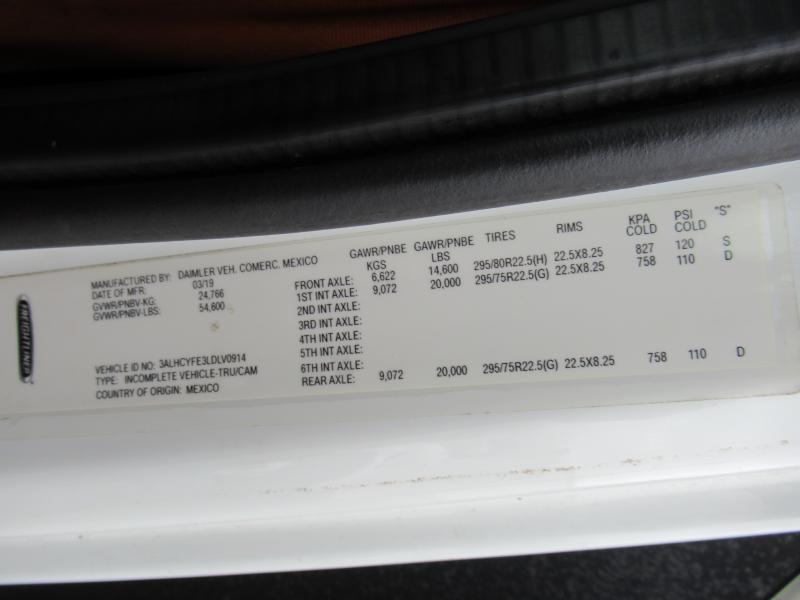 FREIGHTLINER
MANUFACTURED BY: DAIMLER VEH. COMERC. MEXICO
DATE OF MFR: 03/19
GVWR/PNBV-KG: 24,766
GVWR/PNBV-LBS: 54,600
VEHICLE ID NO: 3ALHCYFE3LDLV0914
TYPE: INCOMPLETE VEHICLE-TRU/CAM
COUNTRY OF ORIGIN: MEXICO
GAWR/PNBE GAWR/PNBE TIRES RIMS KPA PSI "S"
KGS LBS COLD COLD
FRONT AXLE: 6,622 14,600 295/80R22.5(H) 22.5X8.25 827 120 S
1ST INT AXLE: 9,072 20,000 295/75R22.5(G) 22.5X8.25 758 110 D
2ND INT AXLE:
3RD INT AXLE:
4TH INT AXLE:
5TH INT AXLE:
6TH INT AXLE:
REAR AXLE: 9,072 20,000 295/75R22.5(G) 22.5X8.25 758 110 D